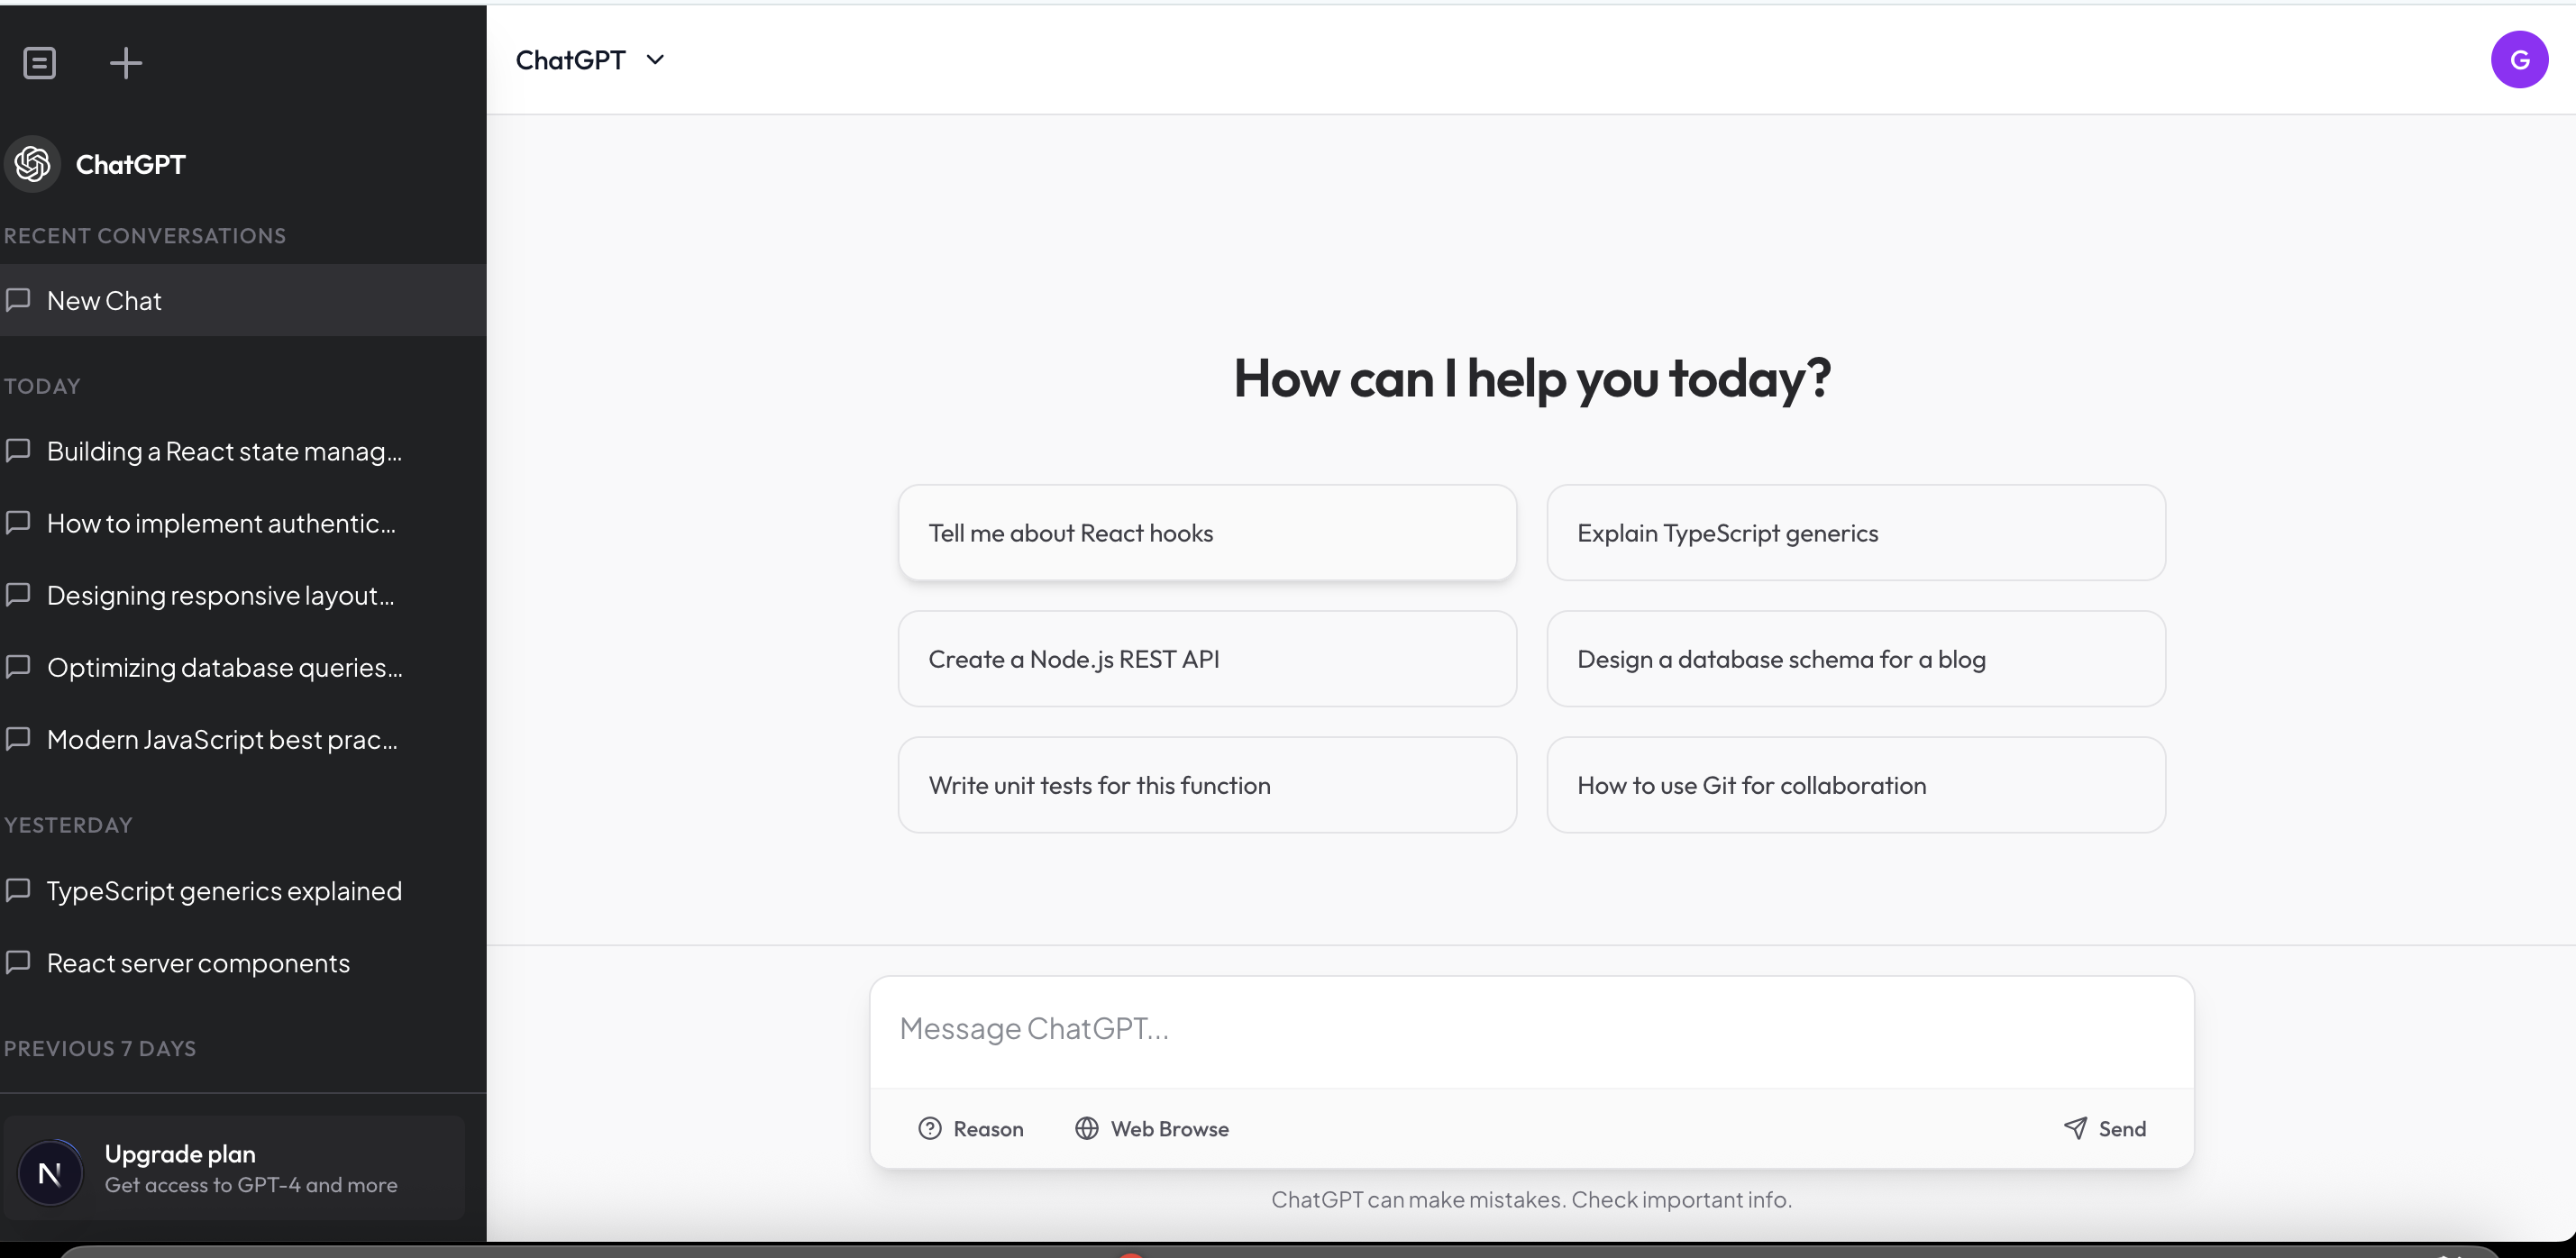 ChatGPT
RECENT CONVERSATIONS
New Chat
TODAY
Building a React state manag...
How to implement authentic...
Designing responsive layout...
Optimizing database queries...
Modern JavaScript best prac...
YESTERDAY
TypeScript generics explained
React server components
PREVIOUS 7 DAYS
N
Upgrade plan
Get access to GPT-4 and more
ChatGPT
G
How can I help you today?
Tell me about React hooks
Explain TypeScript generics
Create a Node.js REST API
Design a database schema for a blog
Write unit tests for this function
How to use Git for collaboration
Message ChatGPT...
Reason
Web Browse
Send
ChatGPT can make mistakes. Check important info.